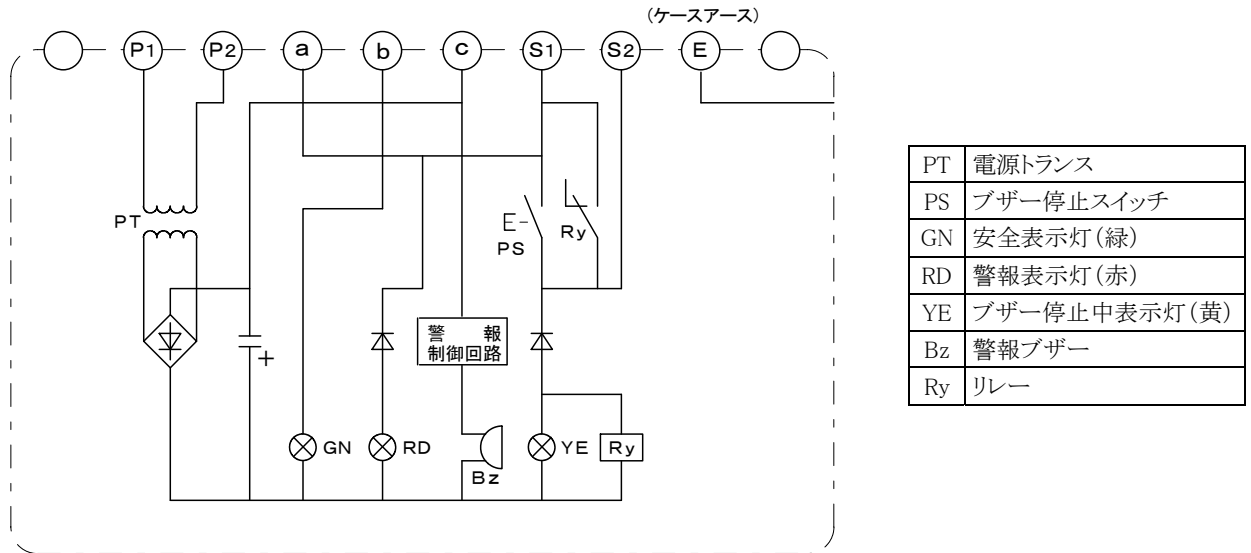 (ケースアース)
P1 P2 a b c S1 S2 E
PT
E-
PS
Ry
+
警報
制御回路
GN
RD
Bz
YE
Ry
PT 電源トランス
PS ブザー停止スイッチ
GN 安全表示灯(緑)
RD 警報表示灯(赤)
YE ブザー停止中表示灯(黄)
Bz 警報ブザー
Ry リレー